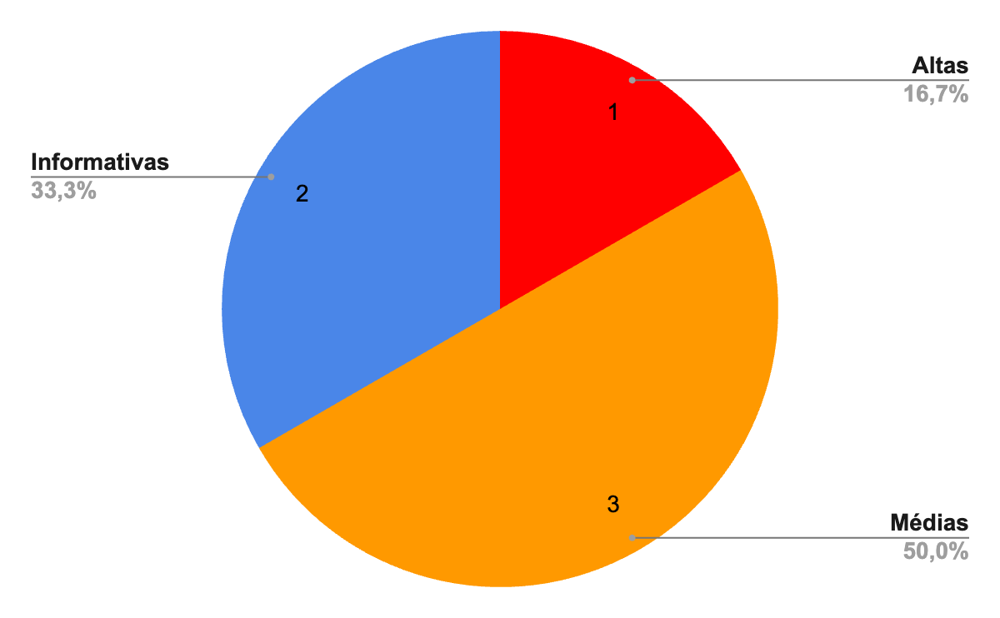 Altas
16,7%
1
Informativas
33,3%
2
3
Médias
50,0%